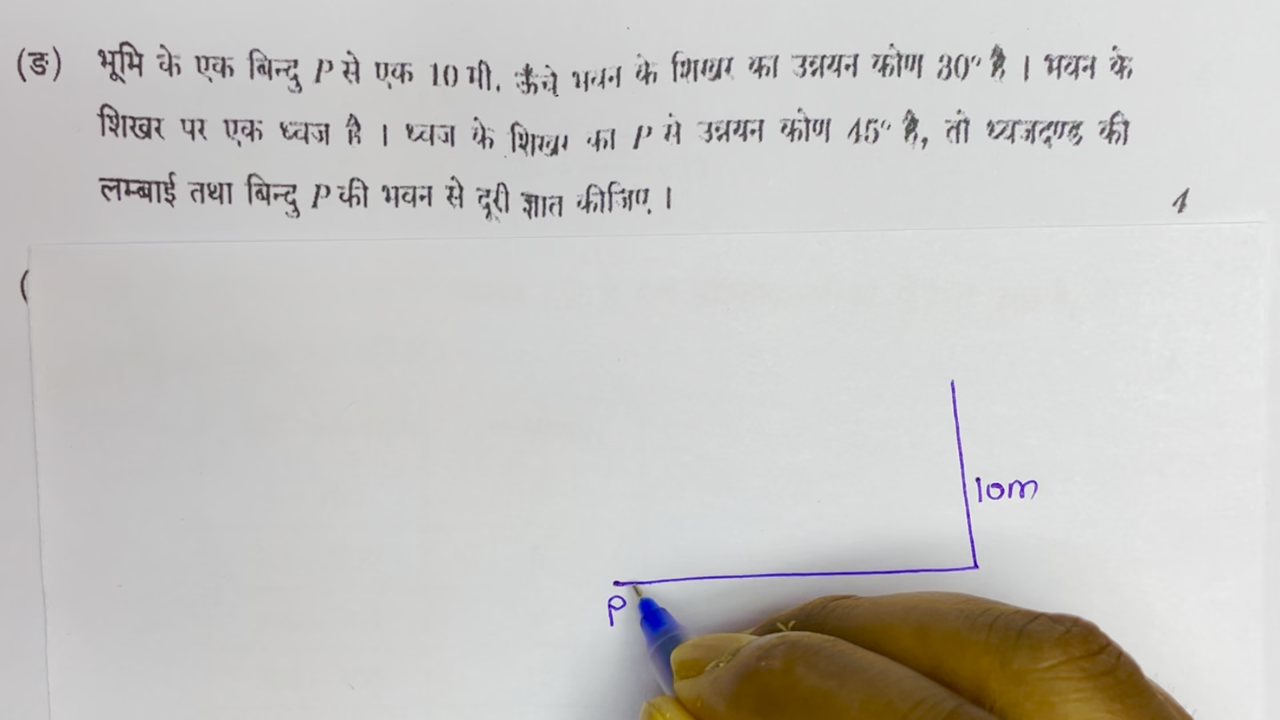 (ङ) भूमि के एक बिन्दु P से एक 10 मी. ऊँचे भवन के शिखर का उन्नयन कोण 30° है । भवन के
शिखर पर एक ध्वज है । ध्वज के शिखर का P से उन्नयन कोण 45° है, तो ध्वजदण्ड की
लम्बाई तथा बिन्दु P की भवन से दूरी ज्ञात कीजिए । 4
(
10m
P